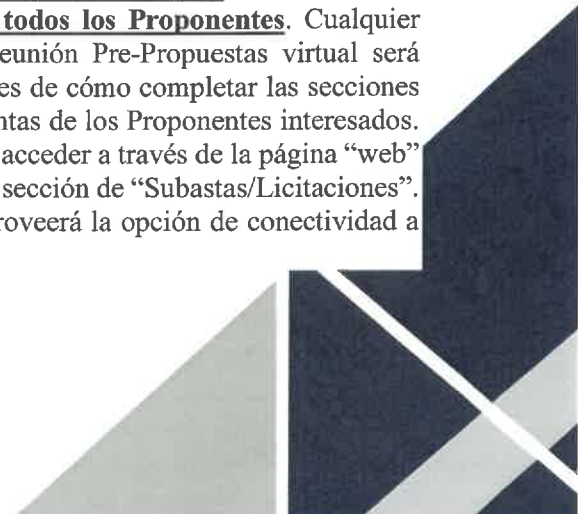 todos los Proponentes. Cualquier
eunión Pre-Propuestas virtual será
es de cómo completar las secciones
ntas de los Proponentes interesados.
acceder a través de la página “web”
sección de “Subastas/Licitaciones”.
roveerá la opción de conectividad a